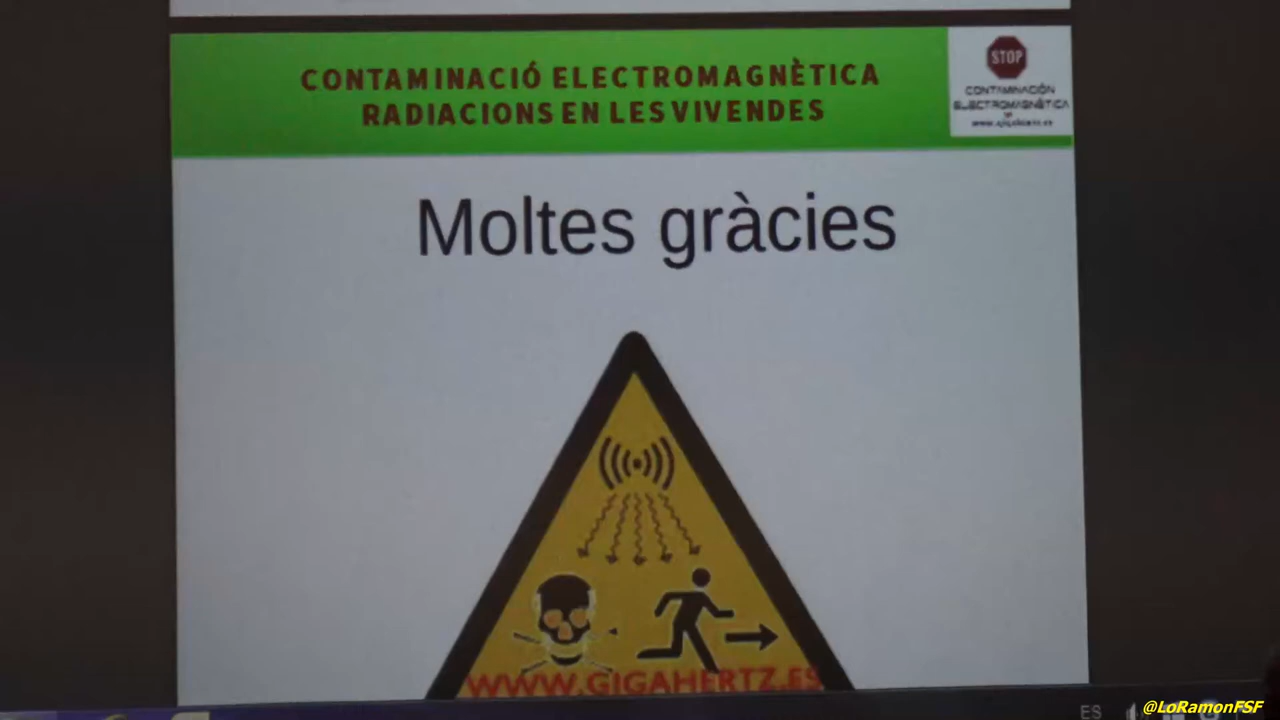 CONTAMINACIÓ ELECTROMAGNÈTICA
RADIACIONS EN LES VIVENDES
STOP
CONTAMINACIÓN
ELECTROMAGNÉTICA
Moltes gràcies
WWW.GIGAHERTZ.ES
ES
@LoRamonFSF